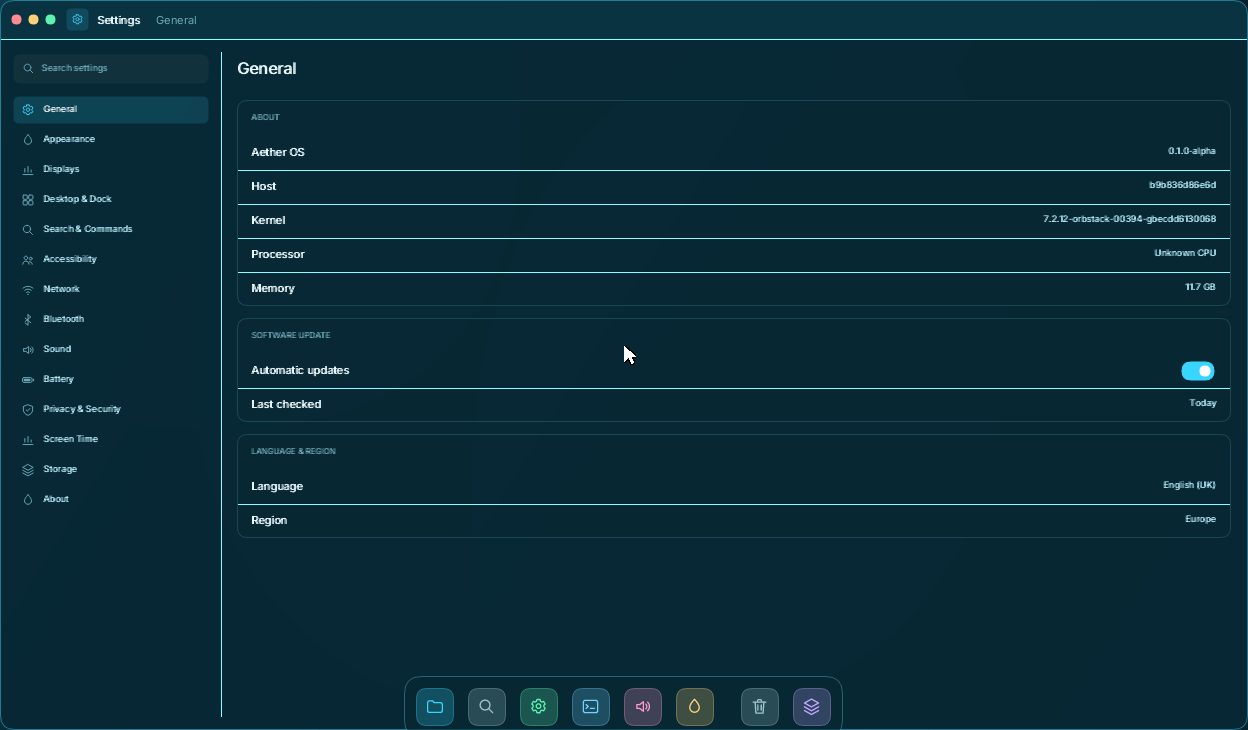 Settings General
Search settings
General
Appearance
Displays
Desktop & Dock
Search & Commands
Accessibility
Network
Bluetooth
Sound
Battery
Privacy & Security
Screen Time
Storage
About
General
ABOUT
Aether OS 0.1.0-alpha
Host b9b836d86e6d
Kernel 7.2.12-orbstack-00394-gbecdd6130068
Processor Unknown CPU
Memory 11.7 GB
SOFTWARE UPDATE
Automatic updates
Last checked Today
LANGUAGE & REGION
Language English (UK)
Region Europe